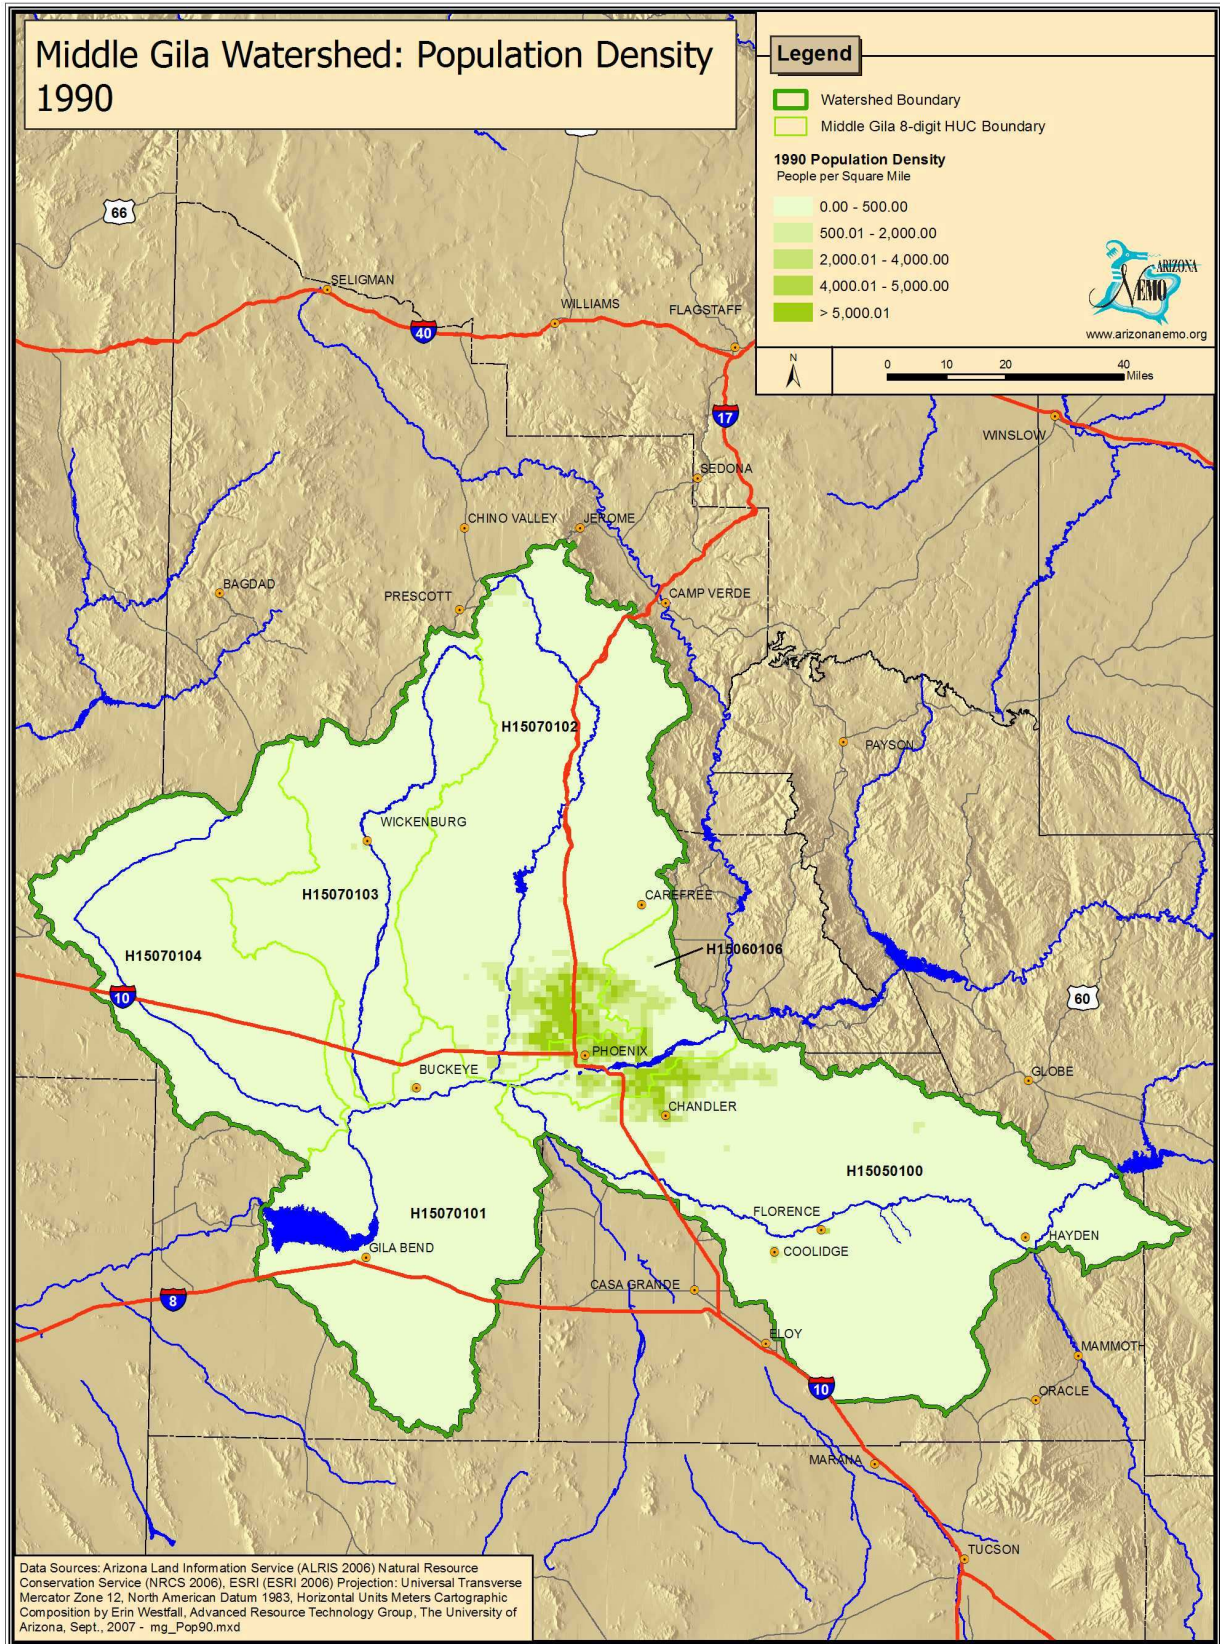 Middle Gila Watershed: Population Density
1990
Legend
Watershed Boundary
Middle Gila 8-digit HUC Boundary
1990 Population Density
People per Square Mile
0.00 - 500.00
500.01 - 2,000.00
2,000.01 - 4,000.00
4,000.01 - 5,000.00
> 5,000.01
ARIZONA
NEMO
www.arizonanemo.org
N
0 10 20 40
Miles
66
SELIGMAN
WILLIAMS
FLAGSTAFF
40
17
WINSLOW
SEDONA
CHINO VALLEY
JEROME
BAGDAD
PRESCOTT
CAMP VERDE
H15070102
PAYSON
WICKENBURG
H15070103
CAREFREE
H15060106
H15070104
10
60
PHOENIX
BUCKEYE
GLOBE
CHANDLER
H15050100
H15070101
FLORENCE
HAYDEN
GILA BEND
COOLIDGE
CASA GRANDE
8
ELOY
MAMMOTH
10
ORACLE
MARANA
TUCSON
Data Sources: Arizona Land Information Service (ALRIS 2006) Natural Resource
Conservation Service (NRCS 2006), ESRI (ESRI 2006) Projection: Universal Transverse
Mercator Zone 12, North American Datum 1983, Horizontal Units Meters Cartographic
Composition by Erin Westfall, Advanced Resource Technology Group, The University of
Arizona, Sept., 2007 - mg_Pop90.mxd